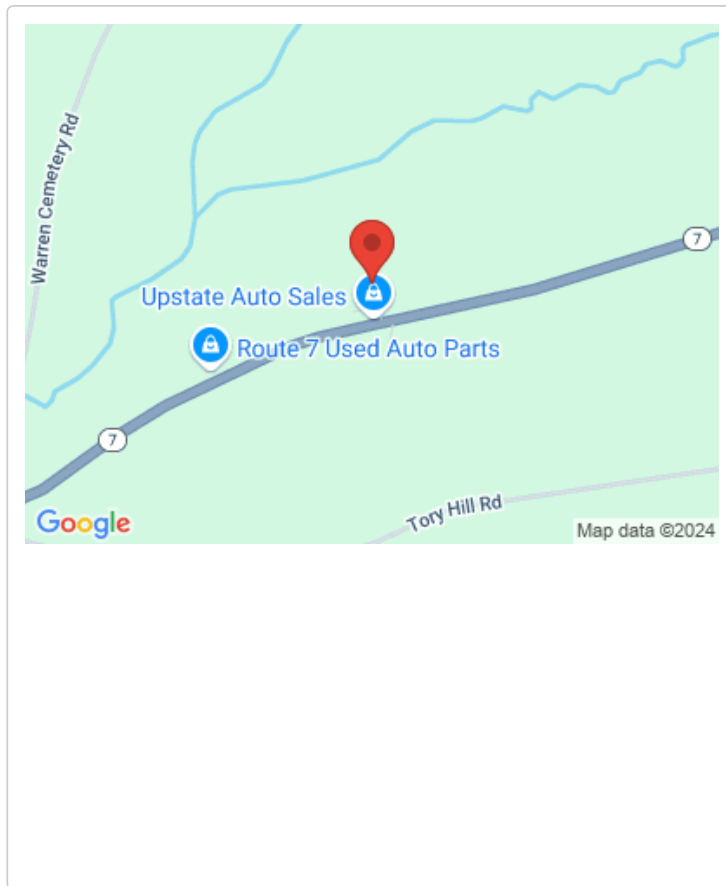 Warren Cemetery Rd
7
Upstate Auto Sales
Route 7 Used Auto Parts
7
Tory Hill Rd
Google
Map data ©2024